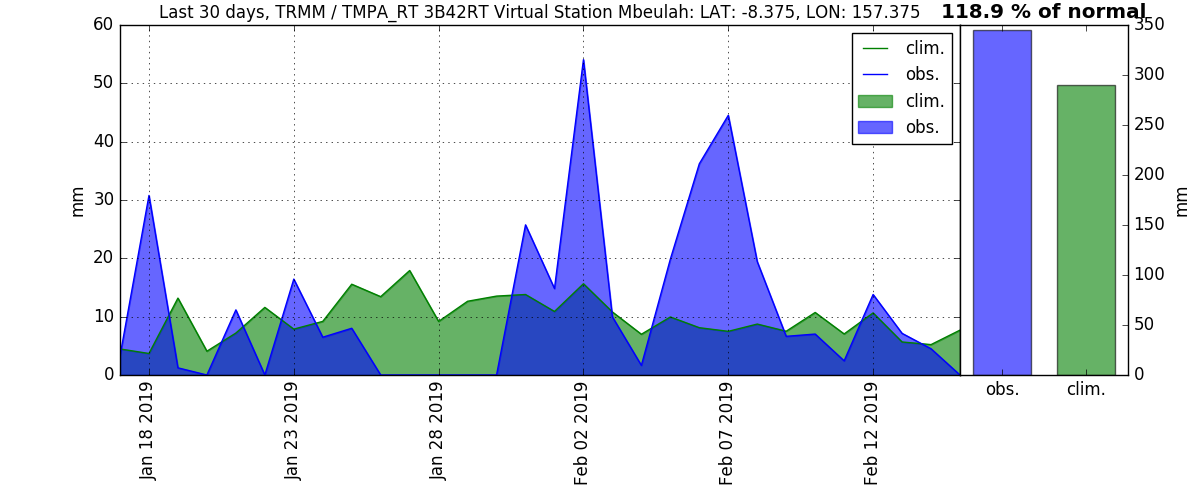 Last 30 days, TRMM / TMPA_RT 3B42RT Virtual Station Mbeulah: LAT: -8.375, LON: 157.375
118.9 % of normal
60
50
40
30
20
10
0
mm
clim.
obs.
clim.
obs.
Jan 18 2019
Jan 23 2019
Jan 28 2019
Feb 02 2019
Feb 07 2019
Feb 12 2019
350
300
250
200
150
100
50
0
mm
obs.
clim.